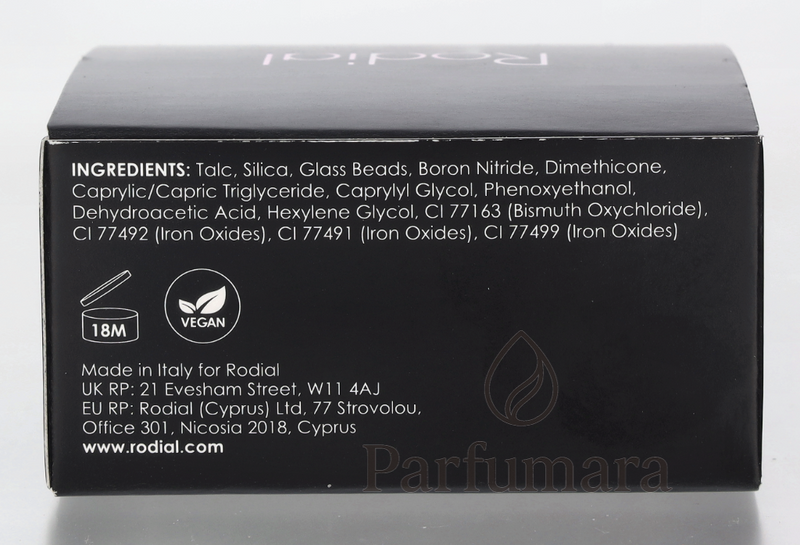 Rodial
INGREDIENTS: Talc, Silica, Glass Beads, Boron Nitride, Dimethicone,
Caprylic/Capric Triglyceride, Caprylyl Glycol, Phenoxyethanol,
Dehydroacetic Acid, Hexylene Glycol, CI 77163 (Bismuth Oxychloride),
CI 77492 (Iron Oxides), CI 77491 (Iron Oxides), CI 77499 (Iron Oxides)
18M
VEGAN
Made in Italy for Rodial
UK RP: 21 Evesham Street, W11 4AJ
EU RP: Rodial (Cyprus) Ltd, 77 Strovolou,
Office 301, Nicosia 2018, Cyprus
www.rodial.com
Parfumara